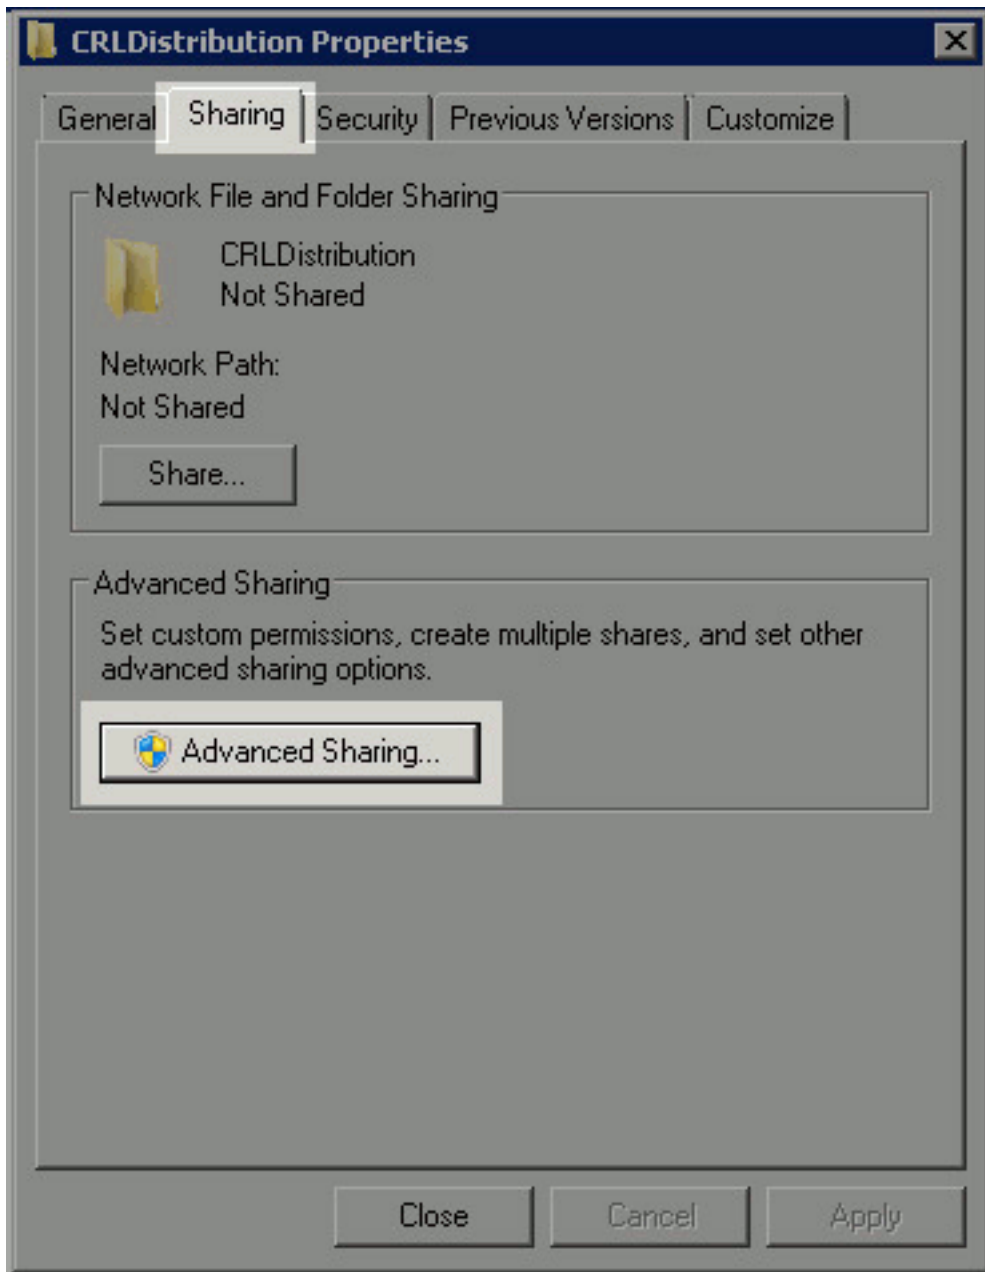 CRLDistribution Properties
General Sharing Security Previous Versions Customize
Network File and Folder Sharing
CRLDistribution
Not Shared
Network Path:
Not Shared
Share...
Advanced Sharing
Set custom permissions, create multiple shares, and set other
advanced sharing options.
Advanced Sharing...
Close Cancel Apply